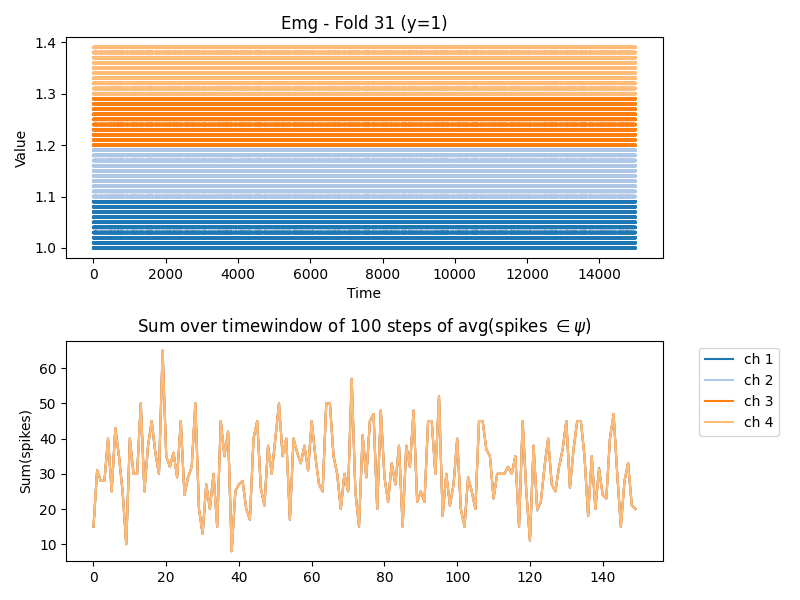 Emg - Fold 31 (y=1)
1.4
1.3
1.2
1.1
1.0
Value
0 2000 4000 6000 8000 10000 12000 14000
Time
Sum over timewindow of 100 steps of avg(spikes ∈ ψ)
60
50
40
30
20
10
Sum(spikes)
0 20 40 60 80 100 120 140
ch 1
ch 2
ch 3
ch 4